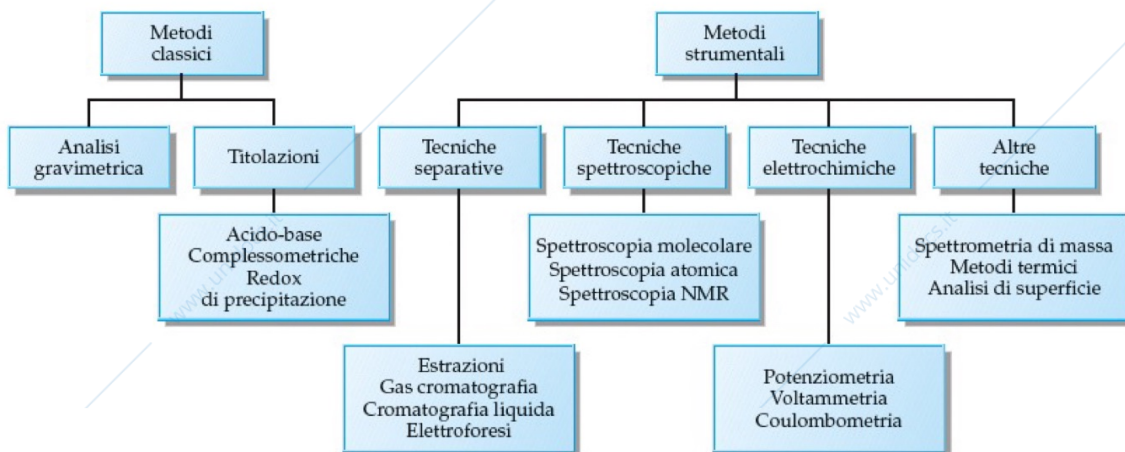 Metodi
classici
Metodi
strumentali
Analisi
gravimetrica
Titolazioni
Tecniche
separative
Tecniche
spettroscopiche
Tecniche
elettrochimiche
Altre
tecniche
Acido-base
Complessometriche
Redox
di precipitazione
Spettroscopia molecolare
Spettroscopia atomica
Spettroscopia NMR
Spettrometria di massa
Metodi termici
Analisi di superficie
Estrazioni
Gas cromatografia
Cromatografia liquida
Elettroforesi
Potenziometria
Voltammetria
Coulombometria